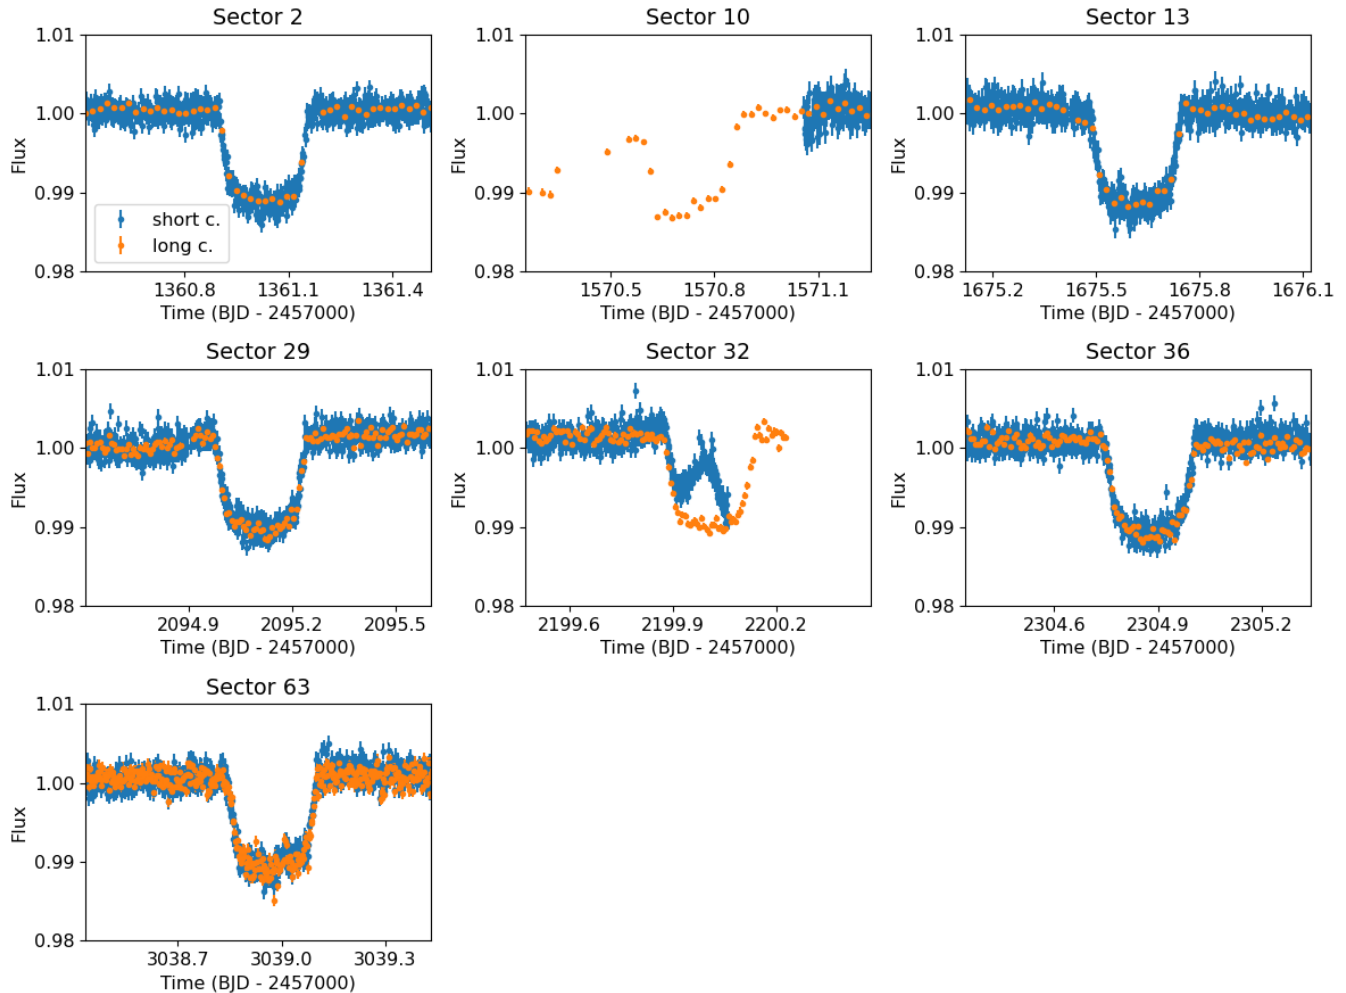 Sector 2
1.01
1.00
0.99
0.98
Flux
short c.
long c.
1360.8 1361.1 1361.4
Time (BJD - 2457000)
Sector 10
1.01
1.00
0.99
0.98
Flux
1570.5 1570.8 1571.1
Time (BJD - 2457000)
Sector 13
1.01
1.00
0.99
0.98
Flux
1675.2 1675.5 1675.8 1676.1
Time (BJD - 2457000)
Sector 29
1.01
1.00
0.99
0.98
Flux
2094.9 2095.2 2095.5
Time (BJD - 2457000)
Sector 32
1.01
1.00
0.99
0.98
Flux
2199.6 2199.9 2200.2
Time (BJD - 2457000)
Sector 36
1.01
1.00
0.99
0.98
Flux
2304.6 2304.9 2305.2
Time (BJD - 2457000)
Sector 63
1.01
1.00
0.99
0.98
Flux
3038.7 3039.0 3039.3
Time (BJD - 2457000)